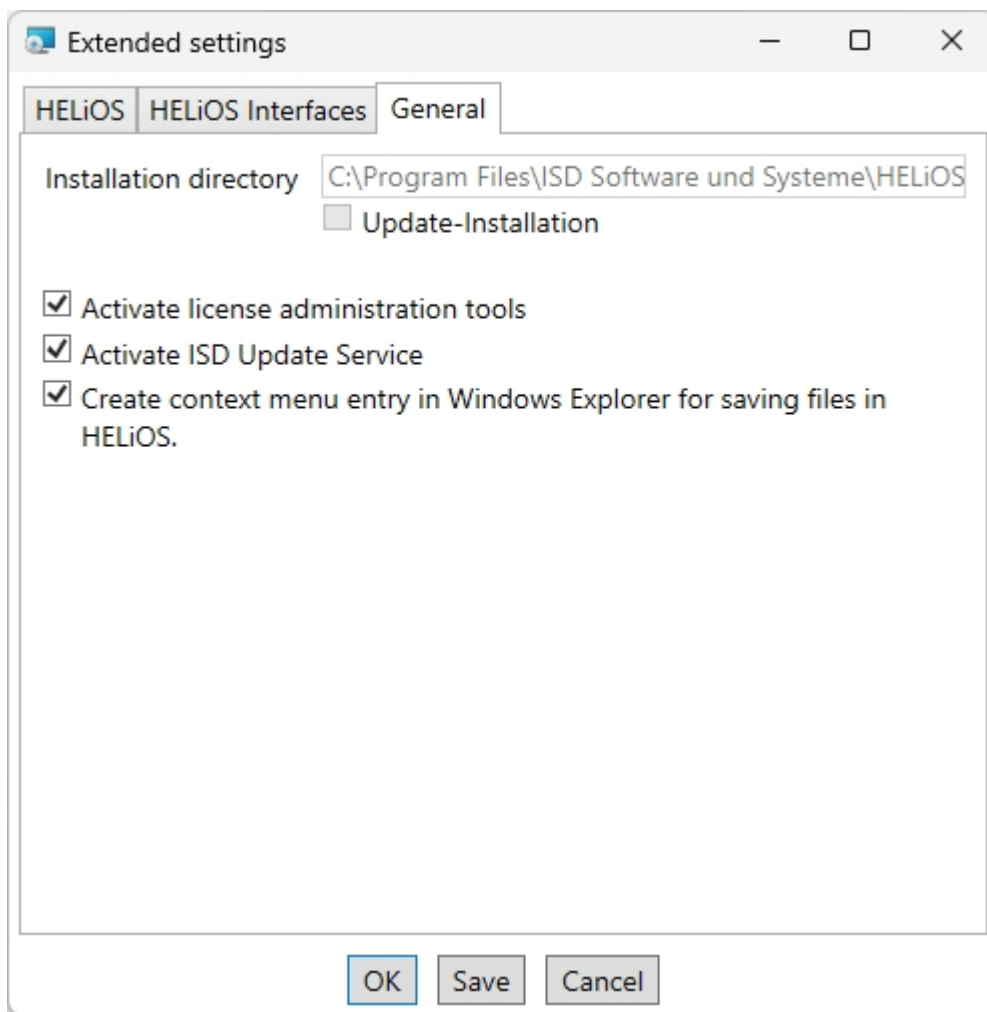 Extended settings
HELiOS HELiOS Interfaces General
Installation directory C:\Program Files\ISD Software und Systeme\HELiOS
Update-Installation
Activate license administration tools
Activate ISD Update Service
Create context menu entry in Windows Explorer for saving files in
HELiOS.
OK Save Cancel